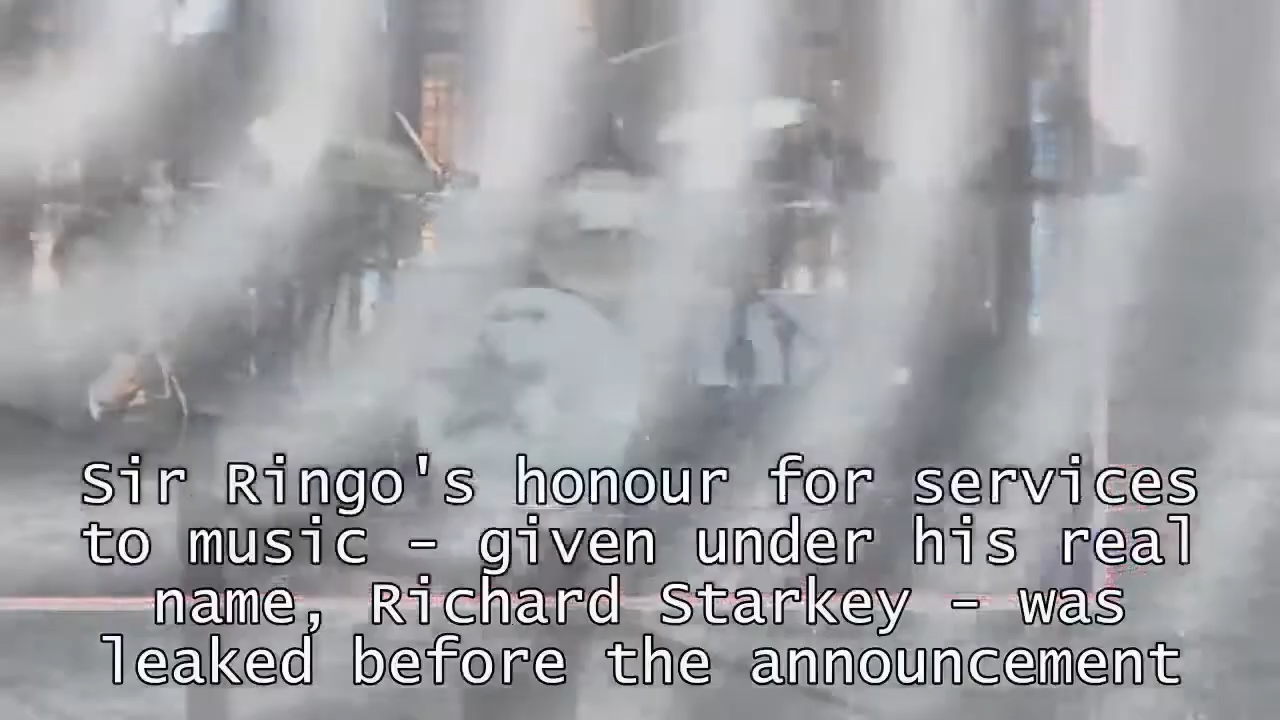 Sir Ringo's honour for services
to music - given under his real
name, Richard Starkey - was
leaked before the announcement